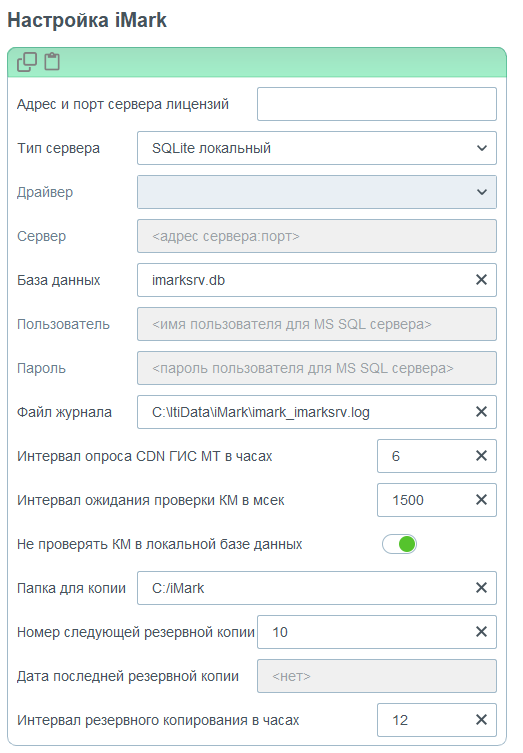 Настройка iMark
Адрес и порт сервера лицензий
Тип сервера SQLite локальный
Драйвер
Сервер <адрес сервера:порт>
База данных imarksrv.db
Пользователь <имя пользователя для MS SQL сервера>
Пароль <пароль пользователя для MS SQL сервера>
Файл журнала C:\ItiData\iMark\imark_imarksrv.log
Интервал опроса CDN ГИС МТ в часах 6
Интервал ожидания проверки КМ в мсек 1500
Не проверять КМ в локальной базе данных
Папка для копии C:/iMark
Номер следующей резервной копии 10
Дата последней резервной копии <нет>
Интервал резервного копирования в часах 12